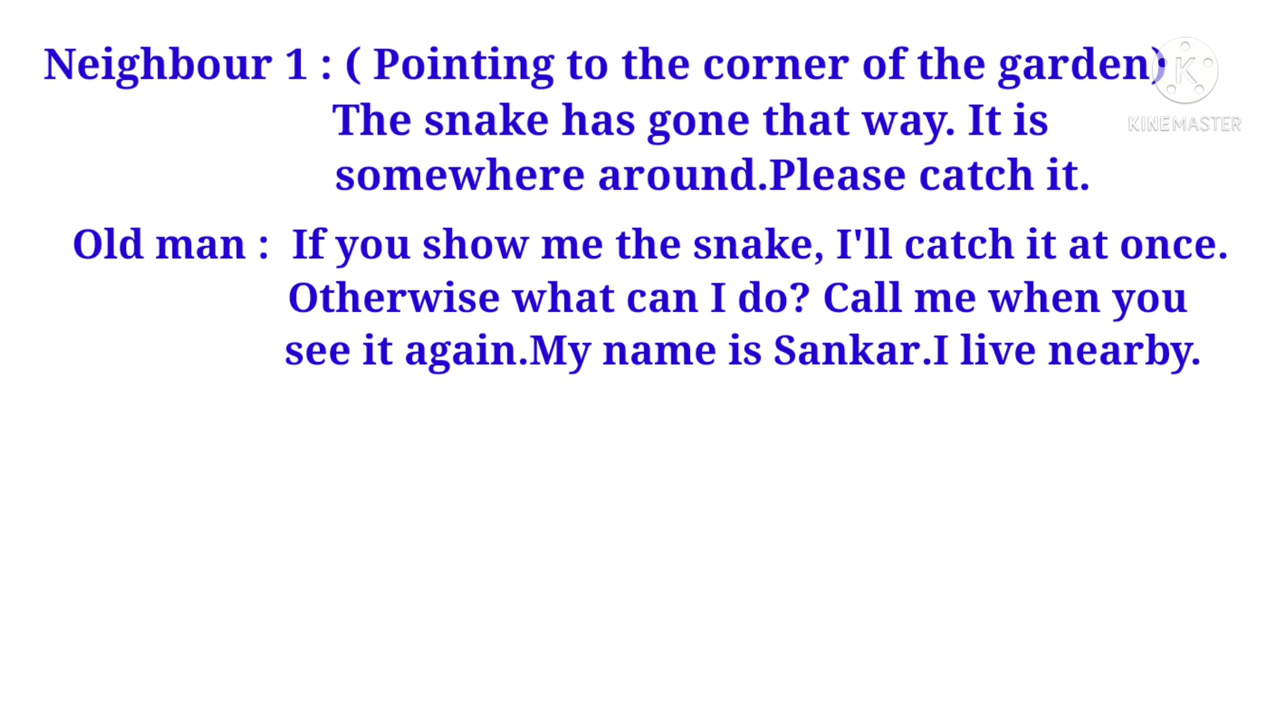 Neighbour 1 : ( Pointing to the corner of the garden)
The snake has gone that way. It is
somewhere around.Please catch it.
Old man : If you show me the snake, I'll catch it at once.
Otherwise what can I do? Call me when you
see it again.My name is Sankar.I live nearby.
K
KINEMASTER